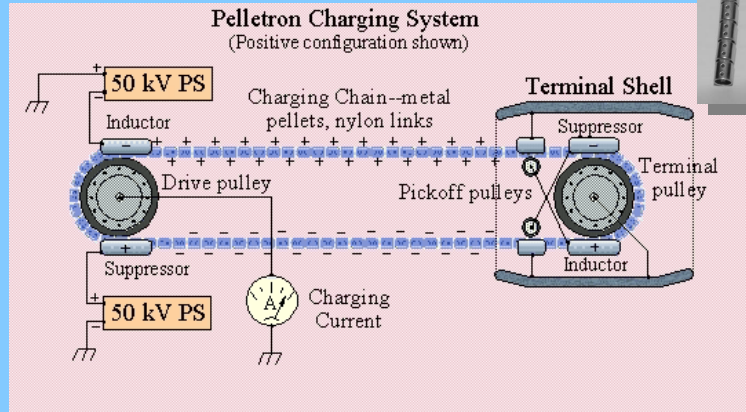 Pelletron Charging System
(Positive configuration shown)
+
50 kV PS
−
Inductor
−
Charging Chain--metal
pellets, nylon links
Terminal Shell
Suppressor
−
+ + + + + + + + + + + +
+ + + + + + + + + + + +
Drive pulley
Pickoff pulleys
Terminal
pulley
− − − − − − − − −
− − − − − − − − −
+
Suppressor
+
Inductor
+
50 kV PS
−
A
Charging
Current